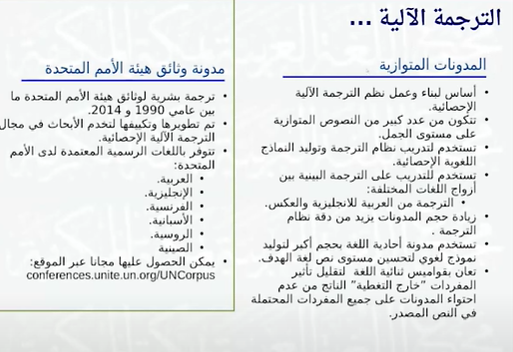 الترجمة الآلية ...
المدونات المتوازية
• أساس لبناء وعمل نظم الترجمة الآلية
الإحصائية.
• تتكون من عدد كبير من النصوص المتوازية
على مستوى الجمل.
• تستخدم لتدريب نظام الترجمة وتوليد النماذج
اللغوية الإحصائية.
• تستخدم للتدريب على الترجمة البينية بين
أزواج اللغات المختلفة:
• الترجمة من العربية للانجليزية والعكس.
• زيادة حجم المدونات يزيد من دقة نظام
الترجمة .
• تستخدم مدونة أحادية اللغة بحجم أكبر لتوليد
نموذج لغوي لتحسين مستوى نص لغة الهدف.
• تعان بقواميس ثنائية اللغة لتقليل تأثير
"خارج التغطية" الناتج من عدم
احتواء المدونات على جميع المفردات المحتملة
في النص المصدر.
مدونة وثائق هيئة الأمم المتحدة
• ترجمة بشرية لوثائق هيئة الأمم المتحدة ما
بين عامي 1990 و 2014.
• تم تطويرها وتكييفها لتخدم الأبحاث في مجال
الترجمة الآلية الإحصائية.
• تتوفر باللغات الرسمية المعتمدة لدى الأمم
المتحدة:
• العربية.
• الإنجليزية.
• الفرنسية.
• الأسبانية.
• الروسية.
• الصينية
• يمكن الحصول عليها مجانا عبر الموقع:
conferences.unite.un.org/UNCorpus